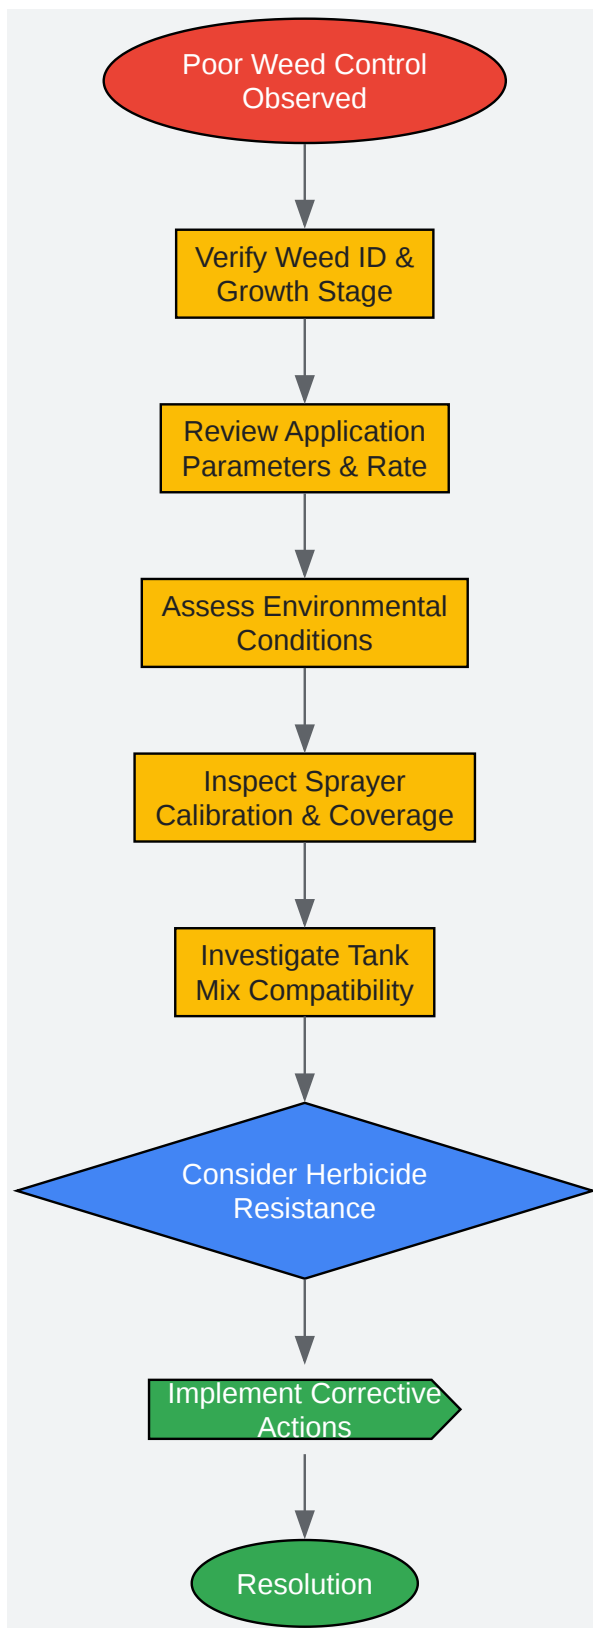 Poor Weed Control
Observed
Verify Weed ID &
Growth Stage
Review Application
Parameters & Rate
Assess Environmental
Conditions
Inspect Sprayer
Calibration & Coverage
Investigate Tank
Mix Compatibility
Consider Herbicide
Resistance
Implement Corrective
Actions
Resolution